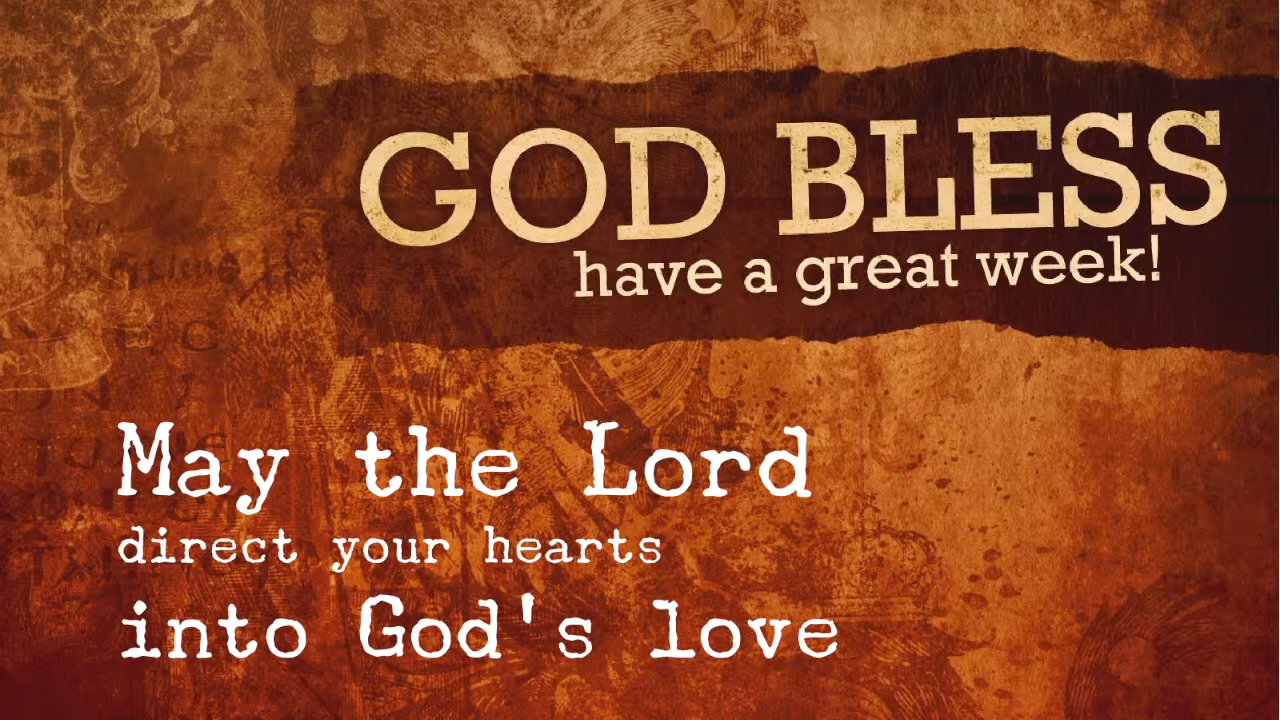 GOD BLESS
have a great week!
May the Lord
direct your hearts
into God's love